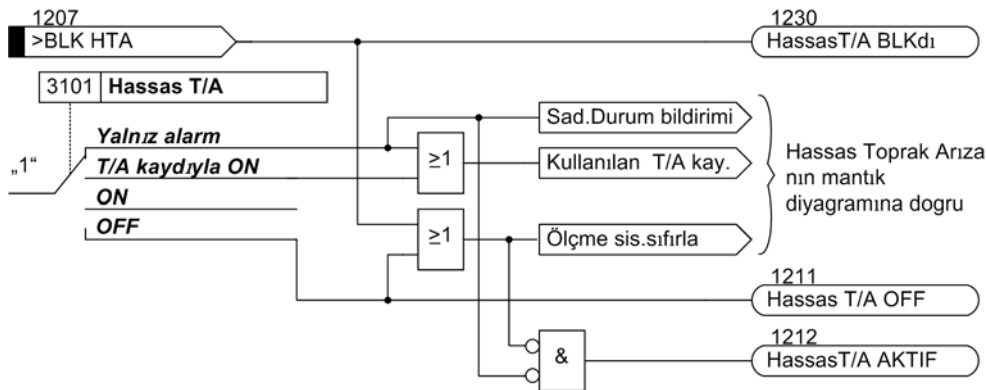 1207
>BLK HTA
1230
HassasT/A BLKdı
3101 Hassas T/A
„1“
Yalnız alarm
T/A kaydıyla ON
ON
OFF
≥1
≥1
Sad.Durum bildirimi
Kullanılan T/A kay.
Ölçme sis.sıfırla
Hassas Toprak Arıza
nın mantık
diyagramına dogru
1211
Hassas T/A OFF
&
1212
HassasT/A AKTIF